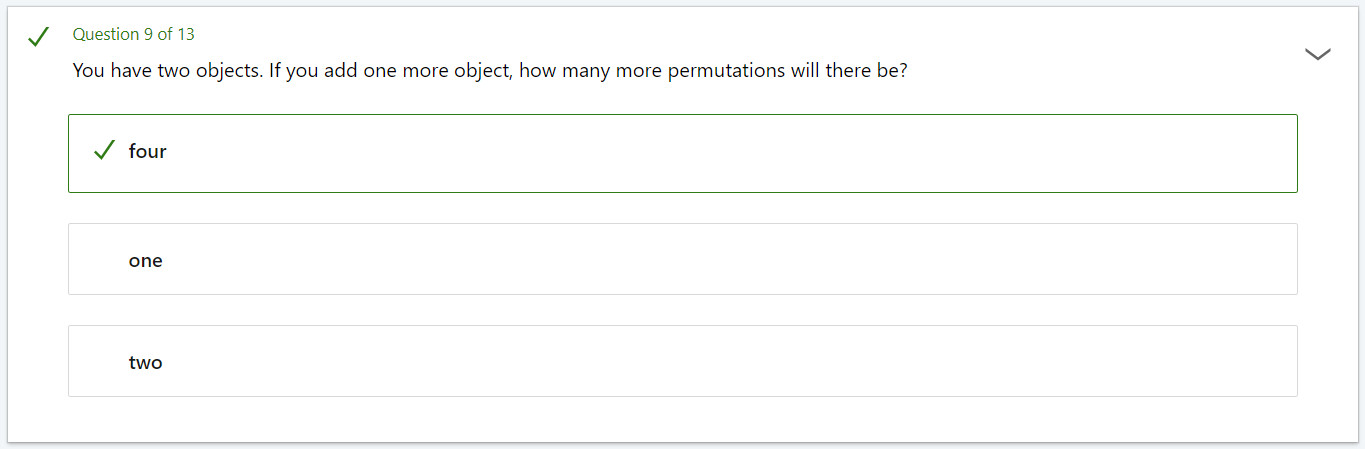 Question 9 of 13
You have two objects. If you add one more object, how many more permutations will there be?
four
one
two